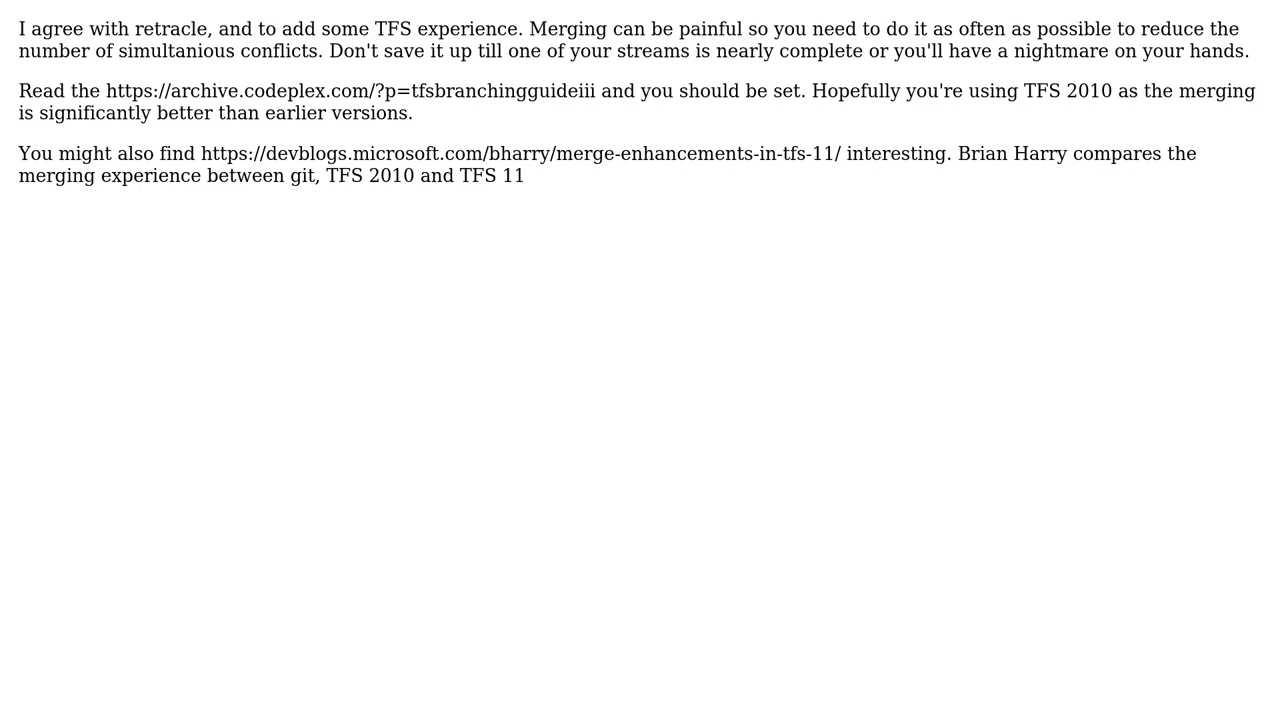 I agree with retracle, and to add some TFS experience. Merging can be painful so you need to do it as often as possible to reduce the
number of simultanious conflicts. Don't save it up till one of your streams is nearly complete or you'll have a nightmare on your hands.
Read the https://archive.codeplex.com/?p=tfsbranchingguideiii and you should be set. Hopefully you're using TFS 2010 as the merging
is significantly better than earlier versions.
You might also find https://devblogs.microsoft.com/bharry/merge-enhancements-in-tfs-11/ interesting. Brian Harry compares the
merging experience between git, TFS 2010 and TFS 11